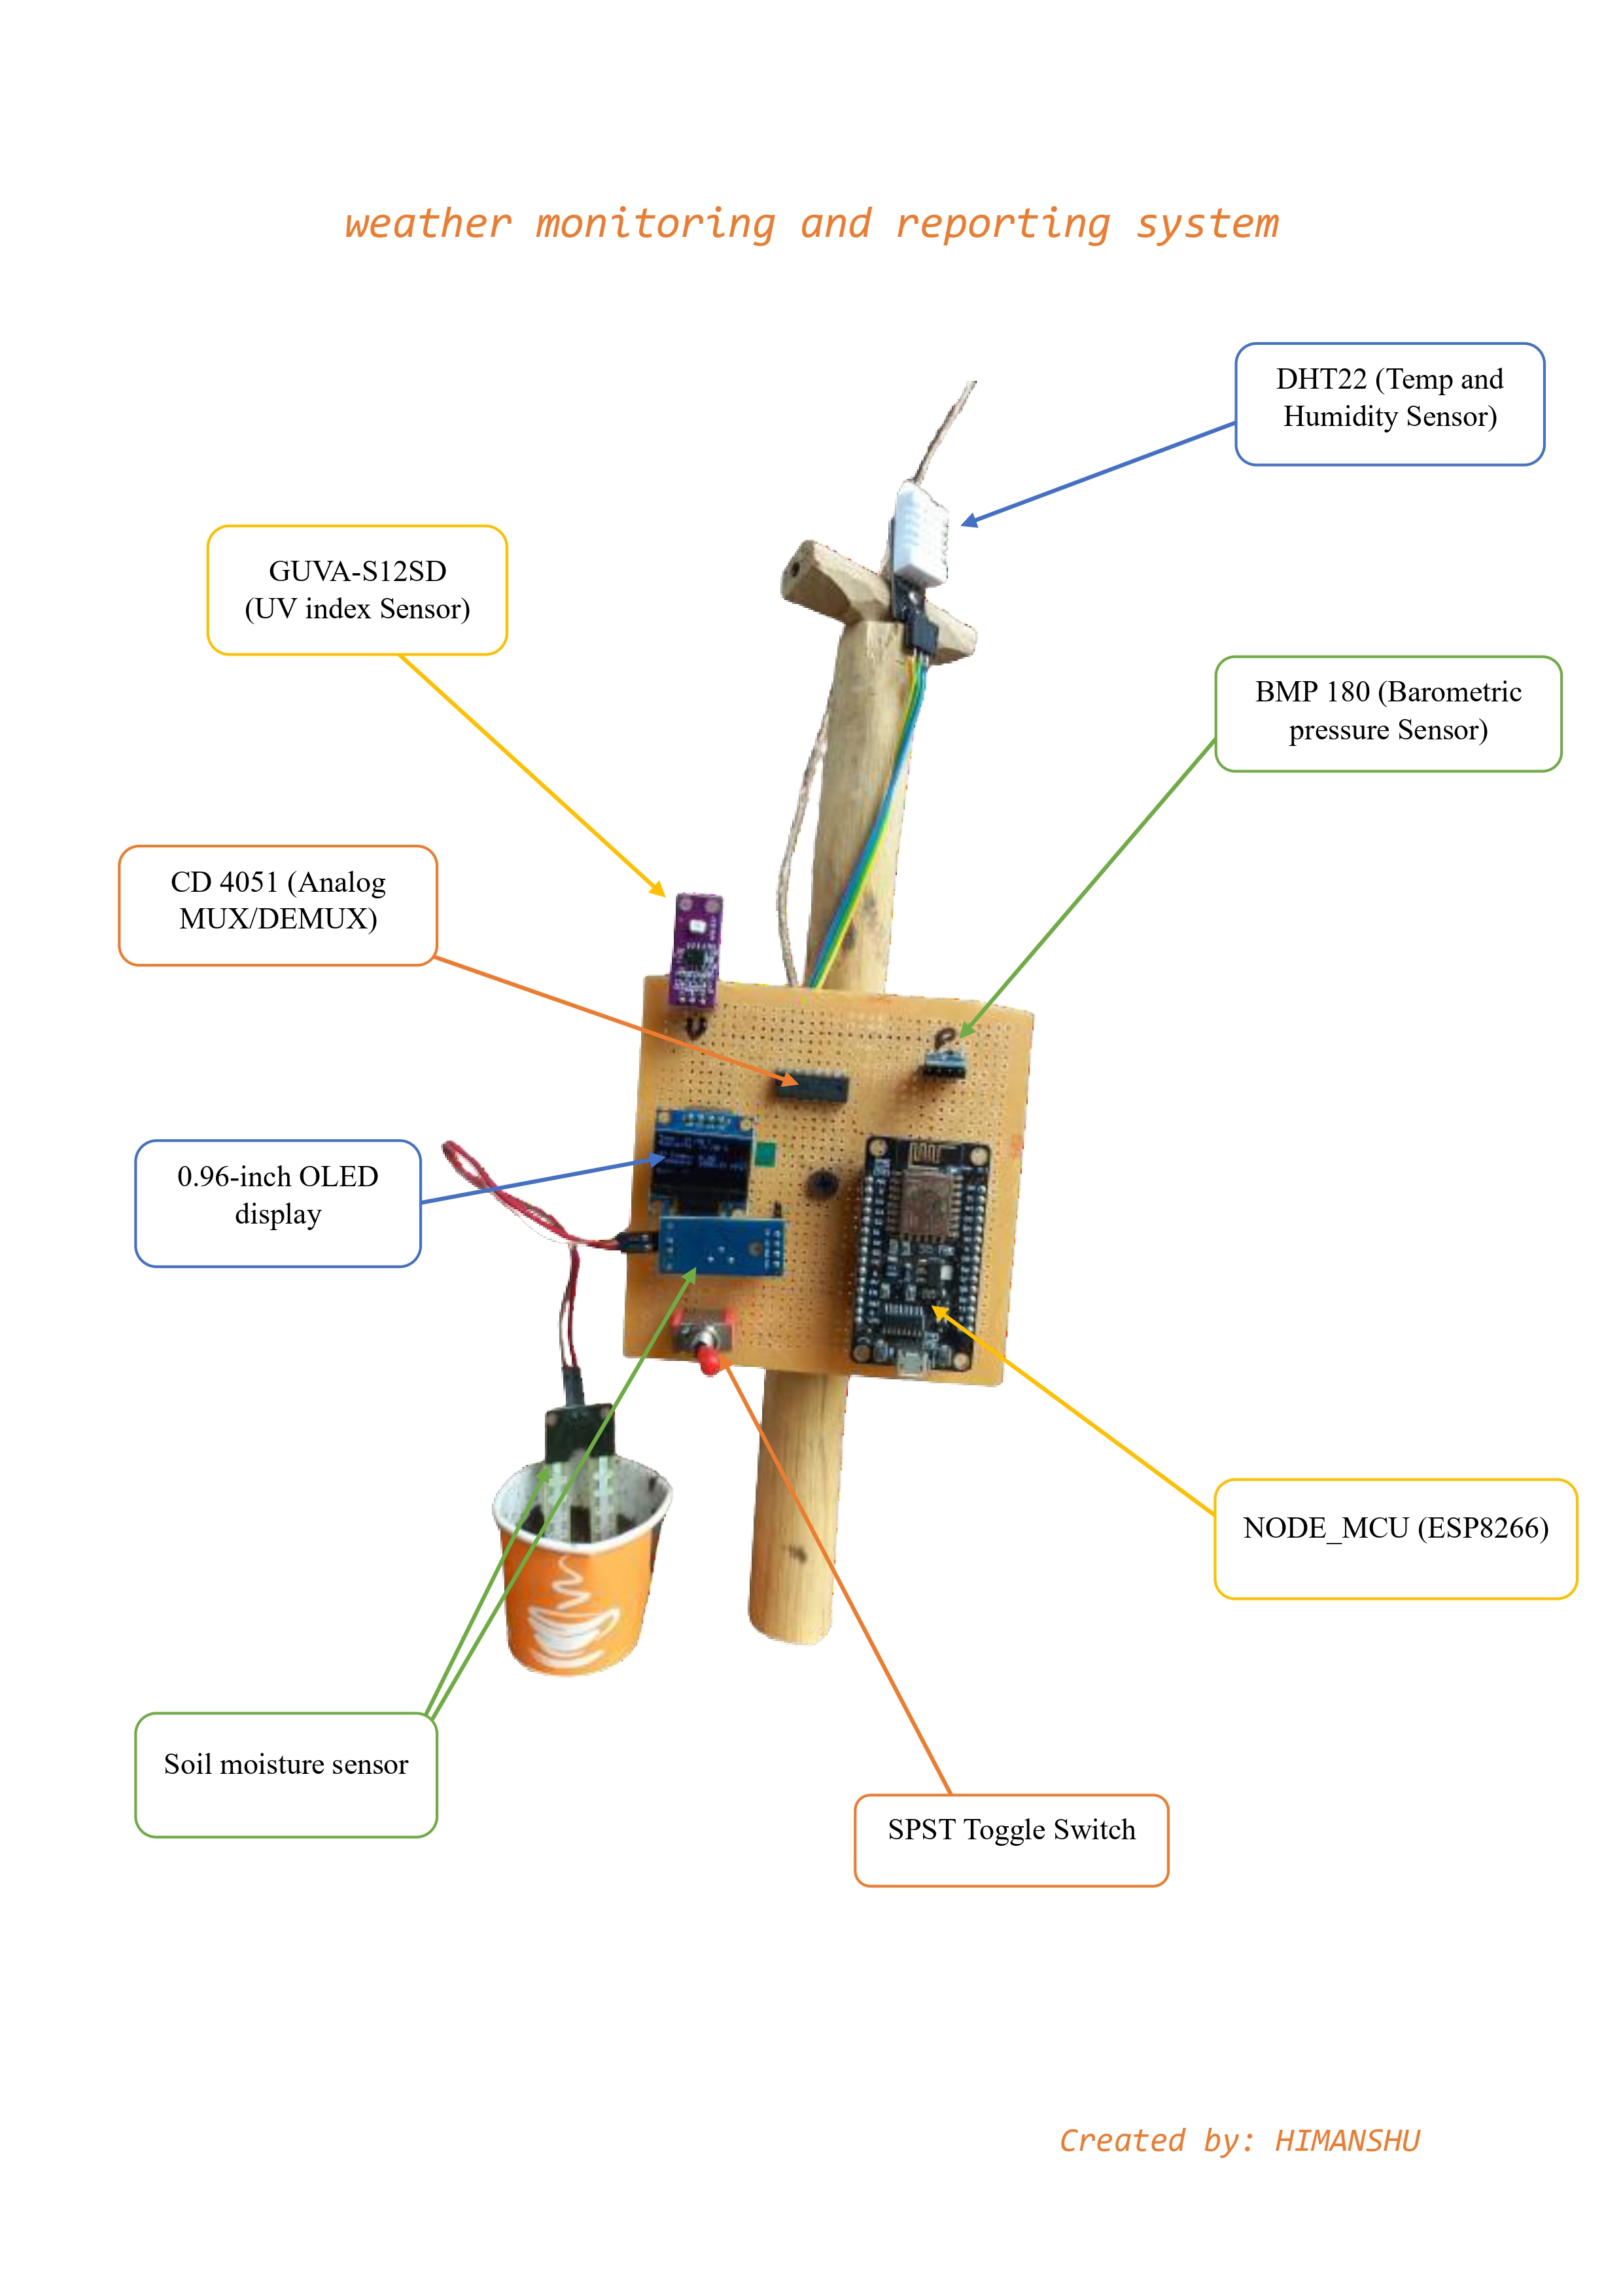 weather monitoring and reporting system
DHT22 (Temp and
Humidity Sensor)
GUVA-S12SD
(UV index Sensor)
BMP 180 (Barometric
pressure Sensor)
CD 4051 (Analog
MUX/DEMUX)
0.96-inch OLED
display
NODE_MCU (ESP8266)
Soil moisture sensor
SPST Toggle Switch
Created by: HIMANSHU